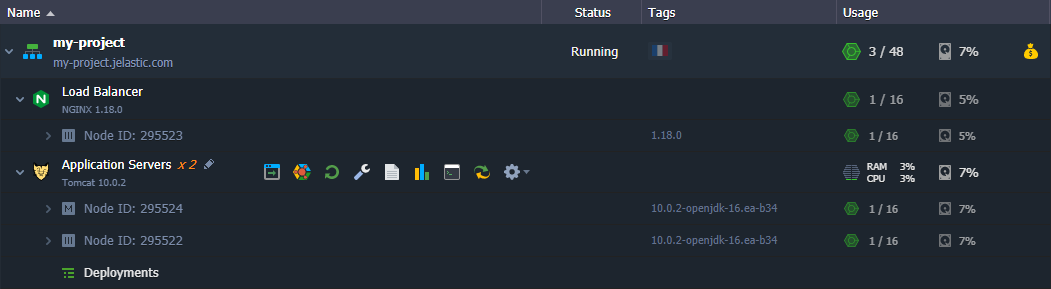 Name Status Tags Usage
my-project Running 3 / 48 7%
my-project.jelastic.com
Load Balancer 1 / 16 5%
NGINX 1.18.0
Node ID: 295523 1.18.0 1 / 16 5%
Application Servers x 2 RAM 3% 7%
Tomcat 10.0.2 CPU 3%
M Node ID: 295524 10.0.2-openjdk-16.ea-b34 1 / 16 7%
Node ID: 295522 10.0.2-openjdk-16.ea-b34 1 / 16 7%
Deployments